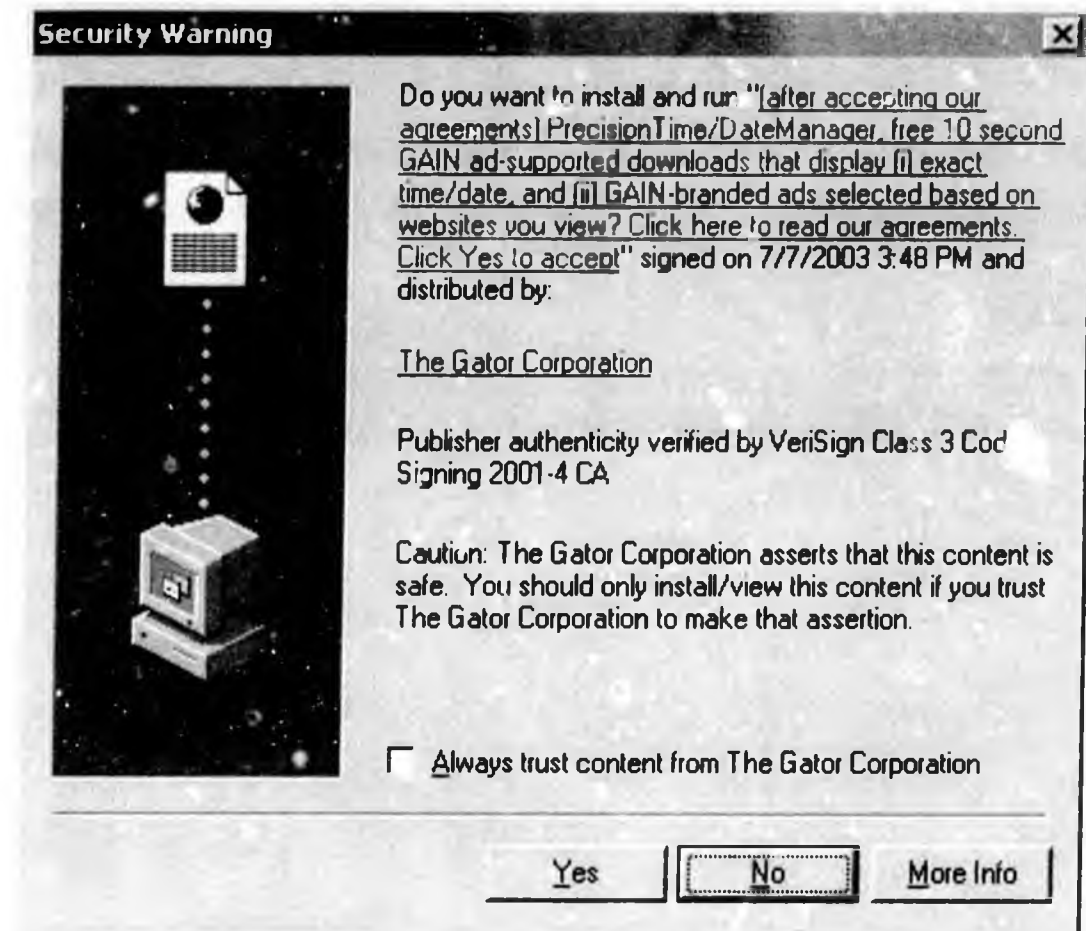 Security Warning
Do you want to install and run "[after accepting our
agreements] PrecisionTime/DateManager, free 10 second
GAIN ad-supported downloads that display (i) exact
time/date, and (ii) GAIN-branded ads selected based on
websites you view? Click here to read our agreements.
Click Yes to accept" signed on 7/7/2003 3:48 PM and
distributed by:
The Gator Corporation
Publisher authenticity verified by VeriSign Class 3 Cod
Signing 2001-4 CA
Caution: The Gator Corporation asserts that this content is
safe. You should only install/view this content if you trust
The Gator Corporation to make that assertion.
Always trust content from The Gator Corporation
Yes No More Info